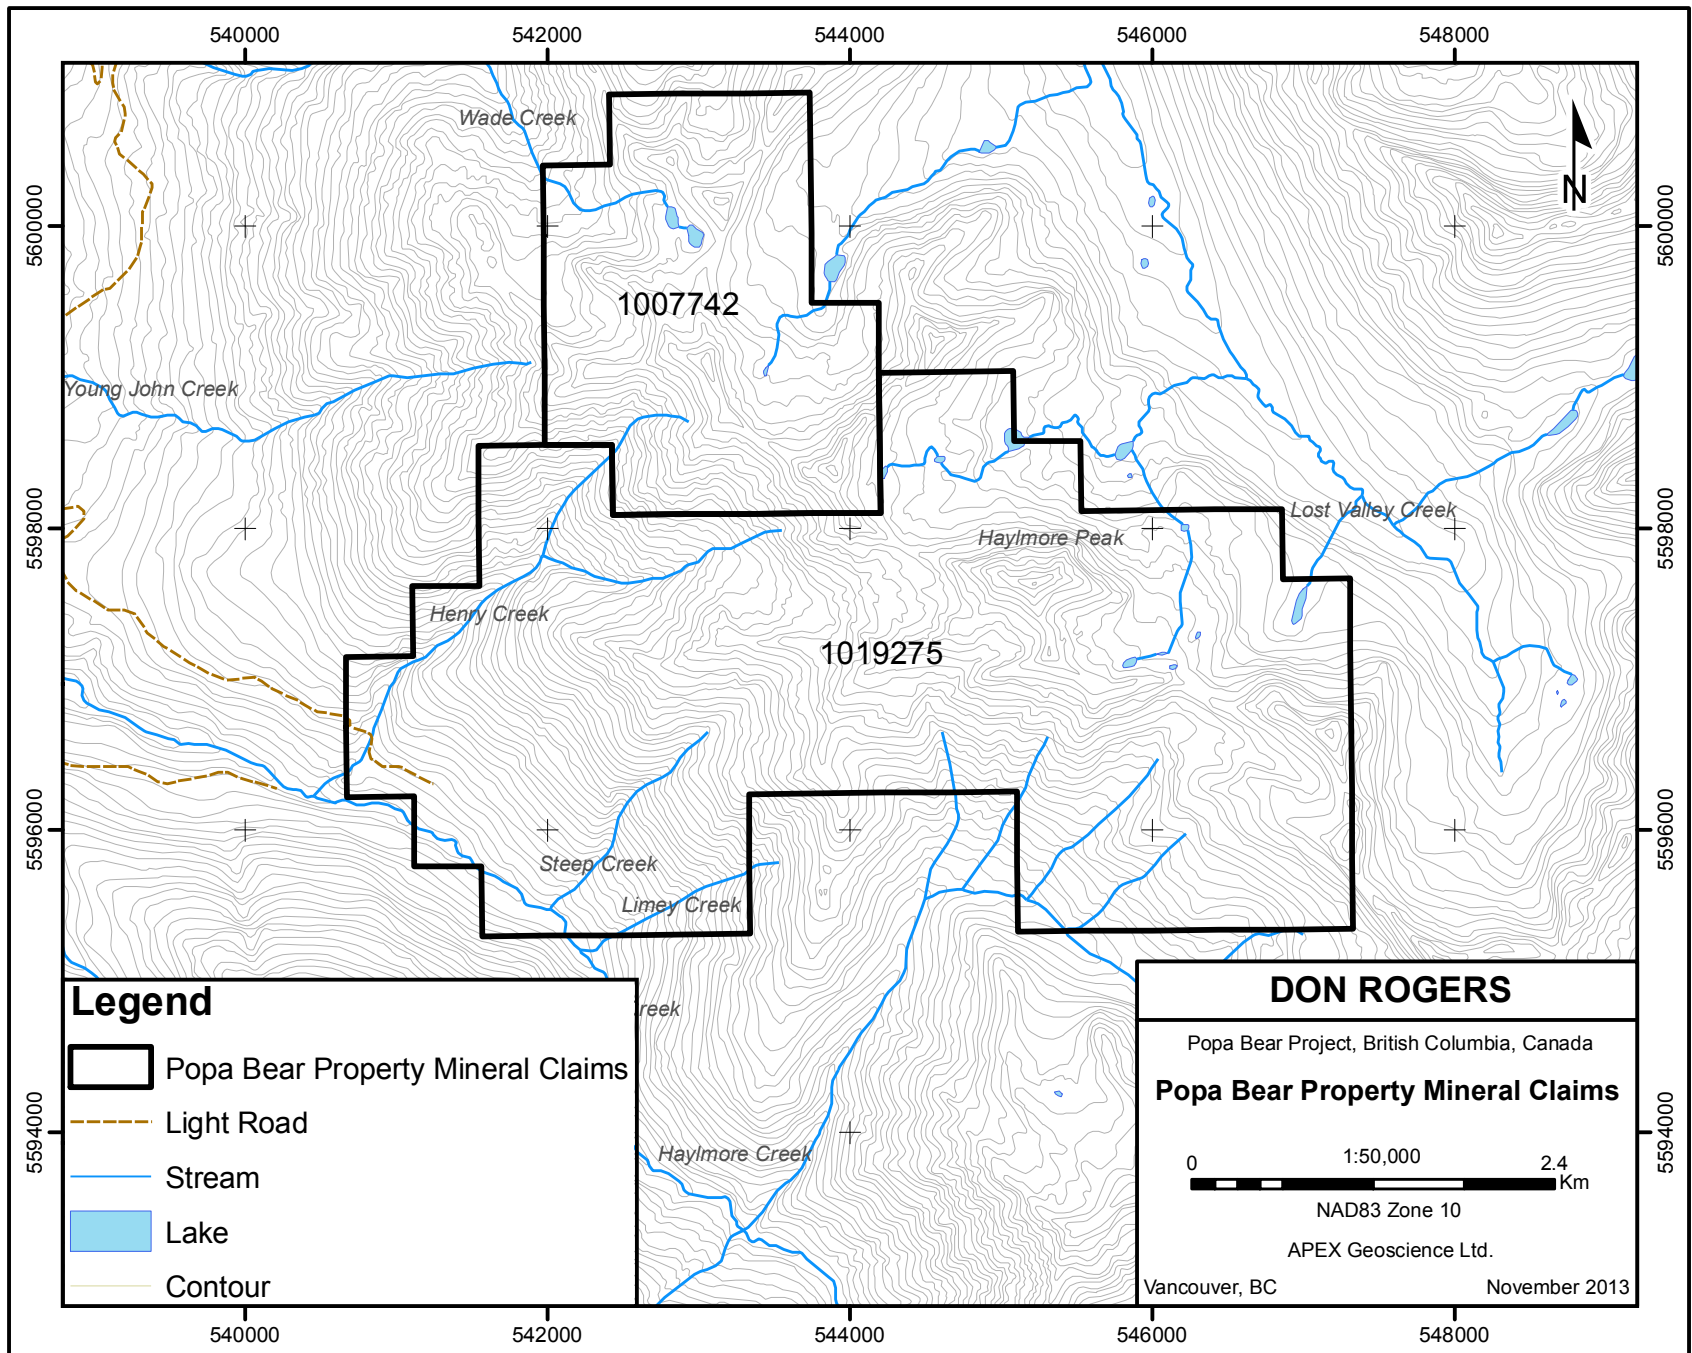 540000 542000 544000 546000 548000
Wade Creek
N
5600000 5600000
1007742
Young John Creek
5598000 5598000
Lost Valley Creek
Haylmore Peak
Henry Creek
1019275
5596000 5596000
Steep Creek
Limey Creek
reek
Legend
Popa Bear Property Mineral Claims
Light Road
Stream
Lake
Contour
Haylmore Creek
5594000 5594000
DON ROGERS
Popa Bear Project, British Columbia, Canada
Popa Bear Property Mineral Claims
1:50,000
0 2.4
Km
NAD83 Zone 10
APEX Geoscience Ltd.
Vancouver, BC November 2013
540000 542000 544000 546000 548000